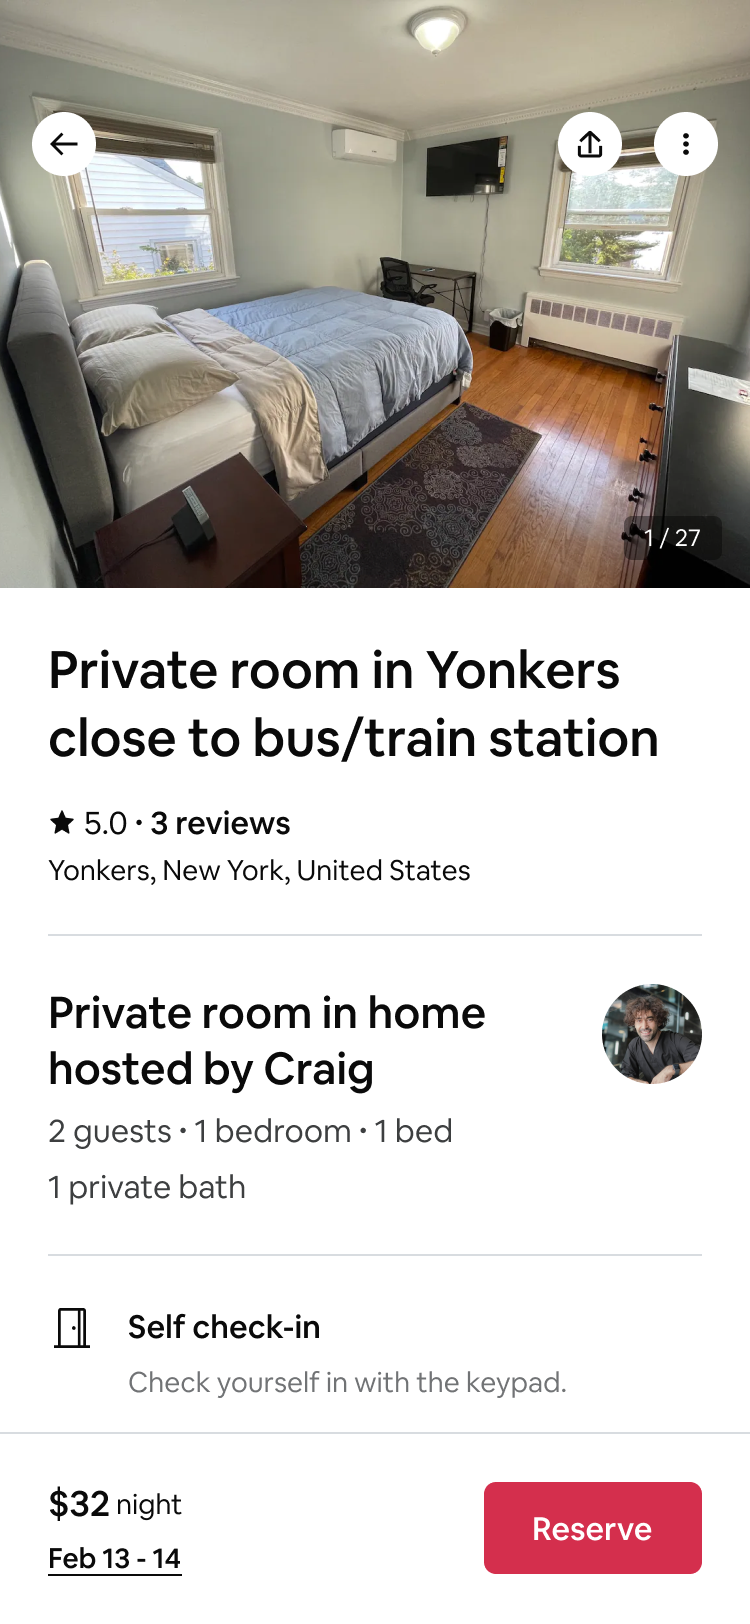 1 / 27
Private room in Yonkers
close to bus/train station
★ 5.0 · 3 reviews
Yonkers, New York, United States
Private room in home
hosted by Craig
2 guests · 1 bedroom · 1 bed
1 private bath
Self check-in
Check yourself in with the keypad.
$32 night
Feb 13 - 14
Reserve